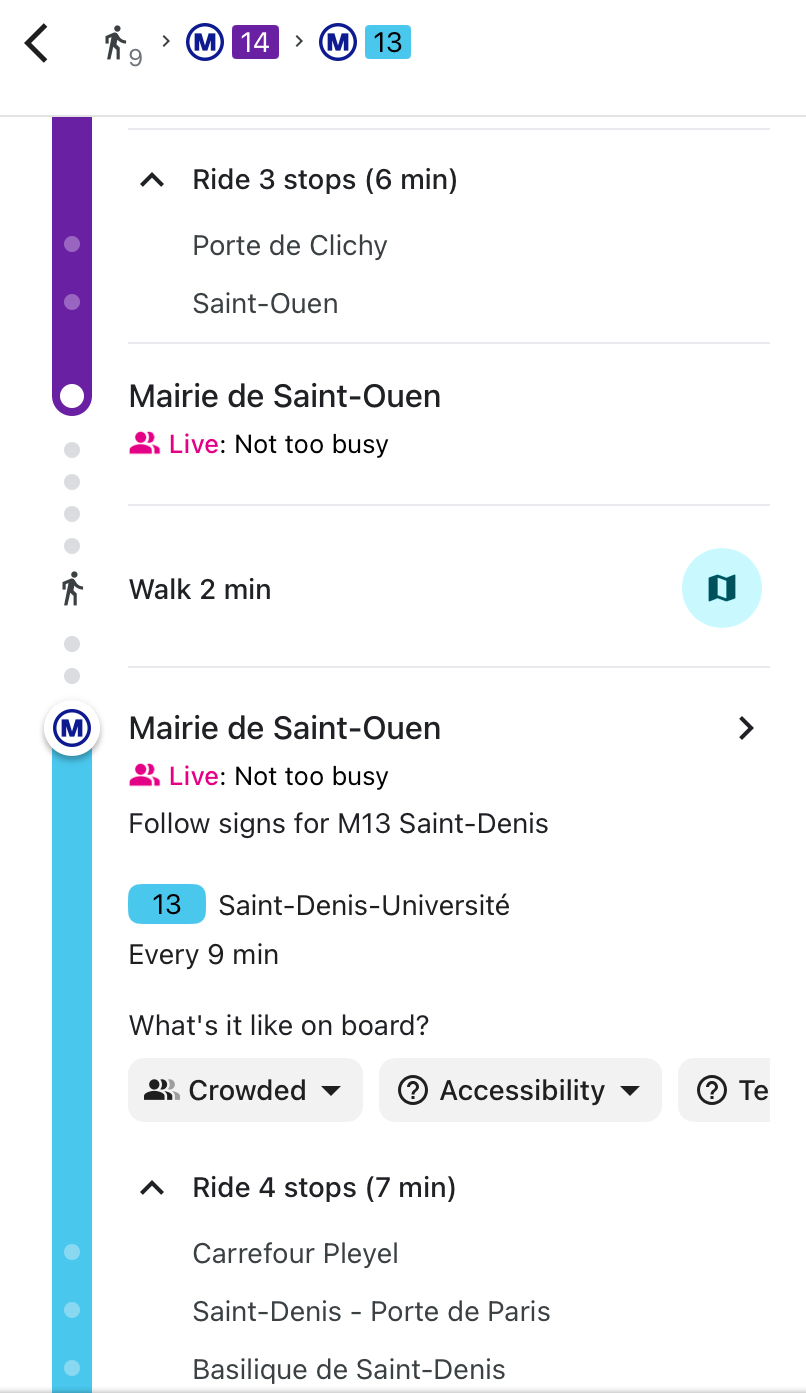 9 > M 14 > M 13
Ride 3 stops (6 min)
Porte de Clichy
Saint-Ouen
Mairie de Saint-Ouen
Live: Not too busy
Walk 2 min
M Mairie de Saint-Ouen
Live: Not too busy
Follow signs for M13 Saint-Denis
13 Saint-Denis-Université
Every 9 min
What's it like on board?
Crowded ? Accessibility ? Te
Ride 4 stops (7 min)
Carrefour Pleyel
Saint-Denis - Porte de Paris
Basilique de Saint-Denis